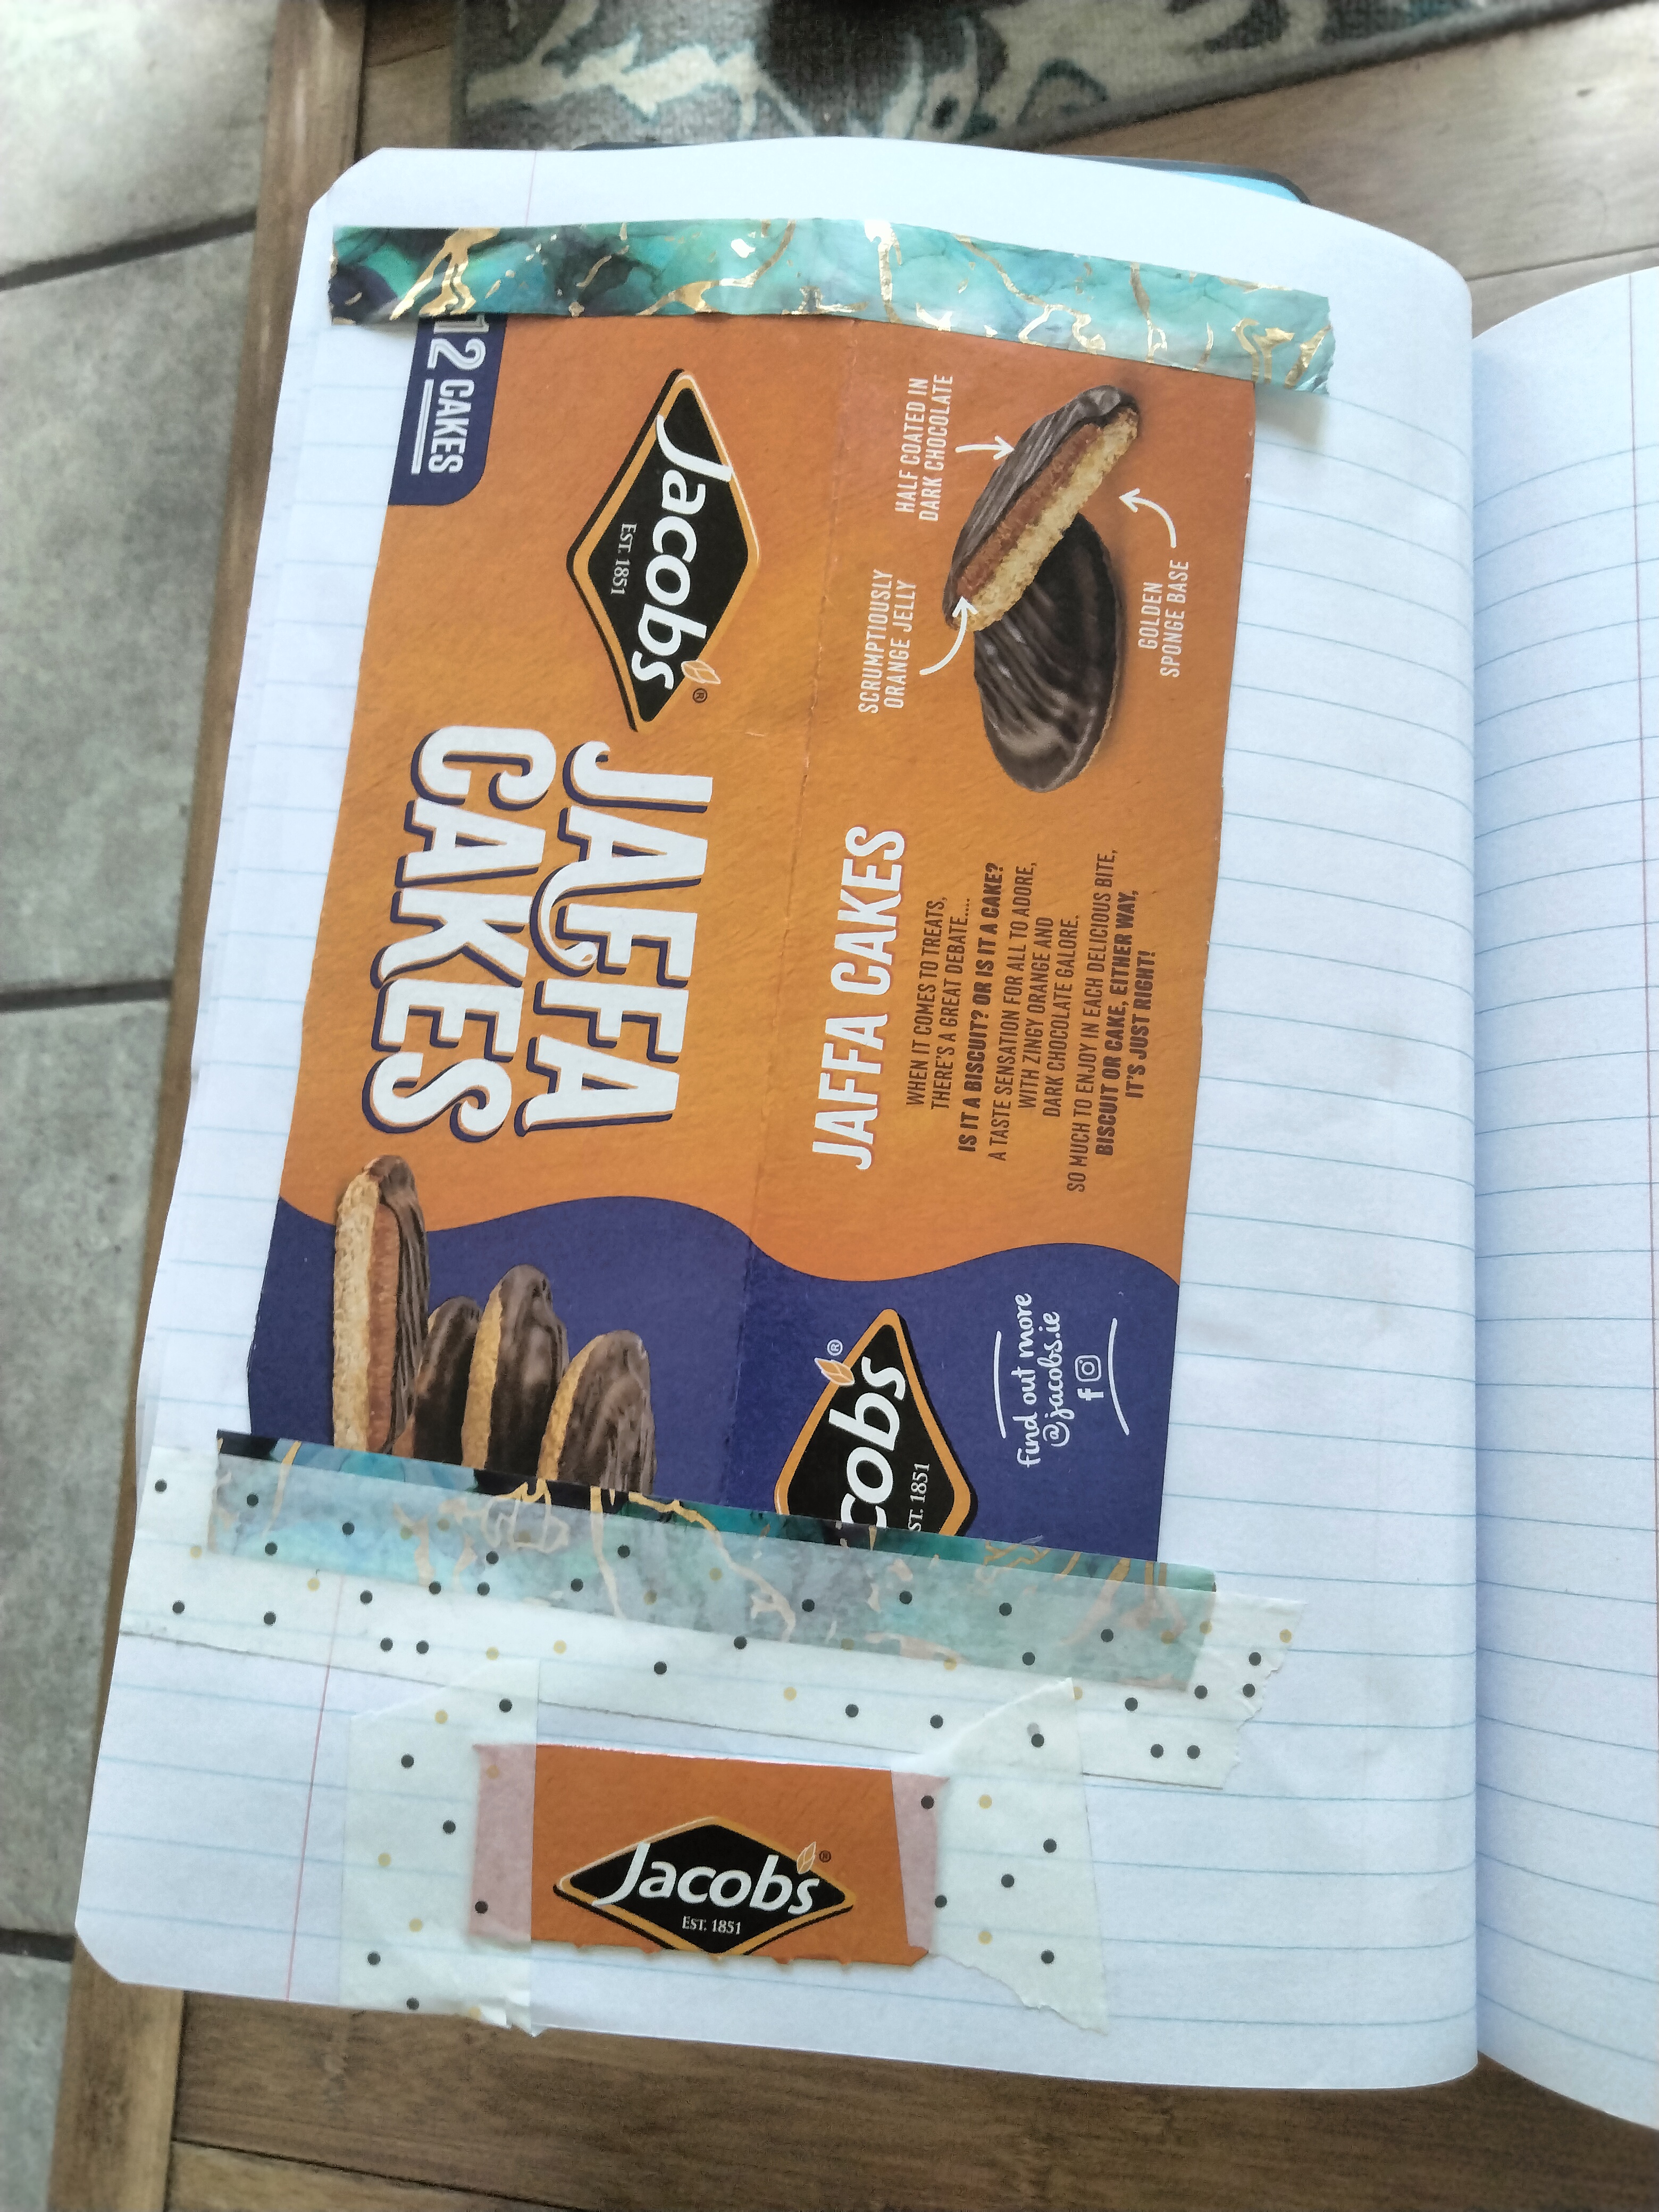 12 CAKES
Jacob's ®
EST. 1851
JAFFA
CAKES
HALF COATED IN
DARK CHOCOLATE
SCRUMPTIOUSLY
ORANGE JELLY
GOLDEN
SPONGE BASE
JAFFA CAKES
WHEN IT COMES TO TREATS,
THERE'S A GREAT DEBATE....
IS IT A BISCUIT? OR IS IT A CAKE?
A TASTE SENSATION FOR ALL TO ADORE,
WITH ZINGY ORANGE AND
DARK CHOCOLATE GALORE.
SO MUCH TO ENJOY IN EACH DELICIOUS BITE,
BISCUIT OR CAKE, EITHER WAY,
IT'S JUST RIGHT!
cobs ®
ST. 1851
Find out more
@jacobs.ie
f
Jacob's ®
EST. 1851